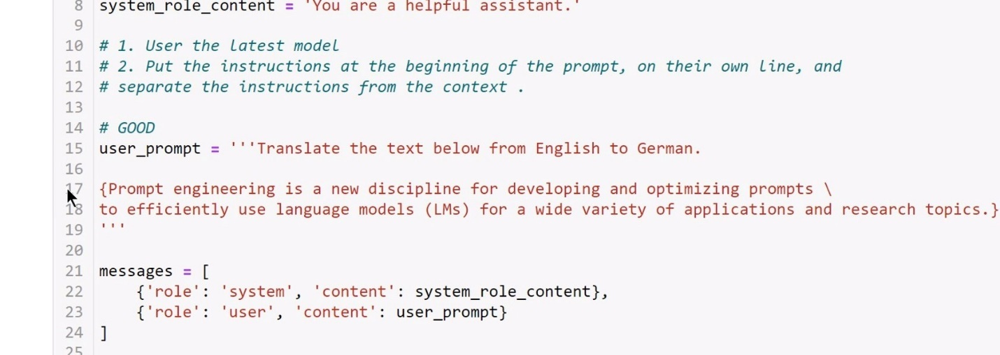 8 system_role_content = 'You are a helpful assistant.'
9
10 # 1. User the latest model
11 # 2. Put the instructions at the beginning of the prompt, on their own line, and
12 # separate the instructions from the context .
13
14 # GOOD
15 user_prompt = '''Translate the text below from English to German.
16
17 {Prompt engineering is a new discipline for developing and optimizing prompts \
18 to efficiently use language models (LMs) for a wide variety of applications and research topics.}
19 '''
20
21 messages = [
22     {'role': 'system', 'content': system_role_content},
23     {'role': 'user', 'content': user_prompt}
24 ]
25